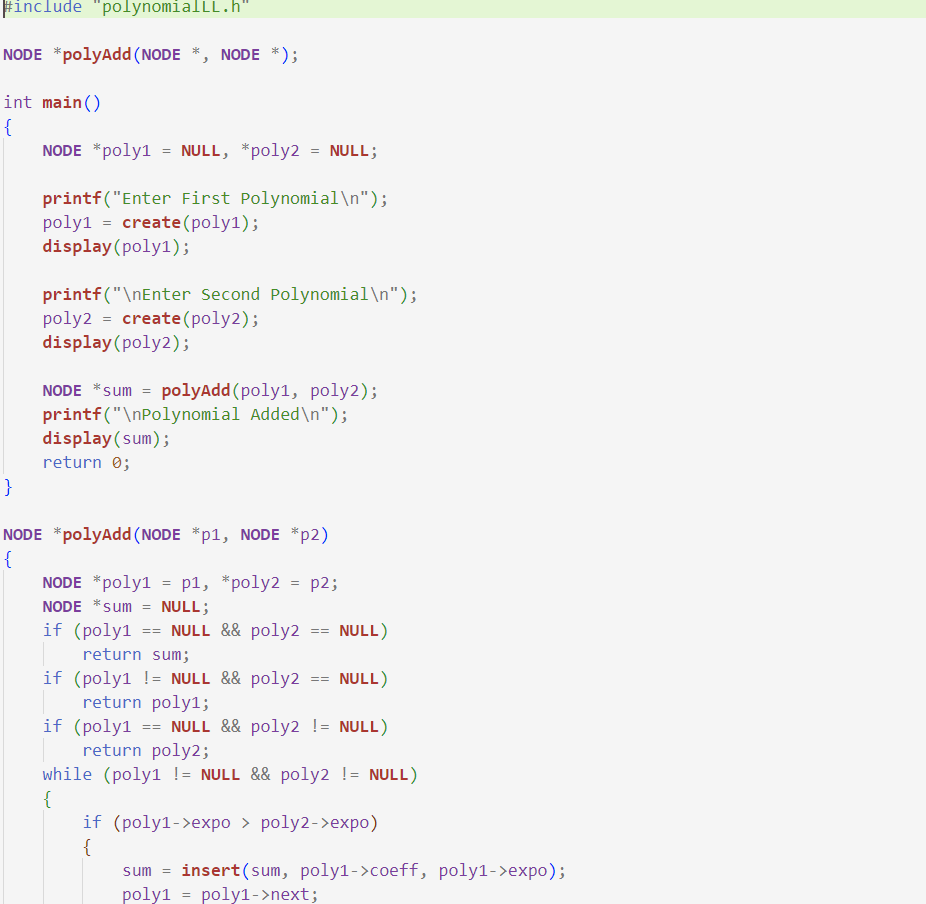 #include "polynomialLL.h"
NODE *polyAdd(NODE *, NODE *);
int main()
{
    NODE *poly1 = NULL, *poly2 = NULL;
    printf("Enter First Polynomial\n");
    poly1 = create(poly1);
    display(poly1);
    printf("\nEnter Second Polynomial\n");
    poly2 = create(poly2);
    display(poly2);
    NODE *sum = polyAdd(poly1, poly2);
    printf("\nPolynomial Added\n");
    display(sum);
    return 0;
}
NODE *polyAdd(NODE *p1, NODE *p2)
{
    NODE *poly1 = p1, *poly2 = p2;
    NODE *sum = NULL;
    if (poly1 == NULL && poly2 == NULL)
        return sum;
    if (poly1 != NULL && poly2 == NULL)
        return poly1;
    if (poly1 == NULL && poly2 != NULL)
        return poly2;
    while (poly1 != NULL && poly2 != NULL)
    {
        if (poly1->expo > poly2->expo)
        {
            sum = insert(sum, poly1->coeff, poly1->expo);
            poly1 = poly1->next;